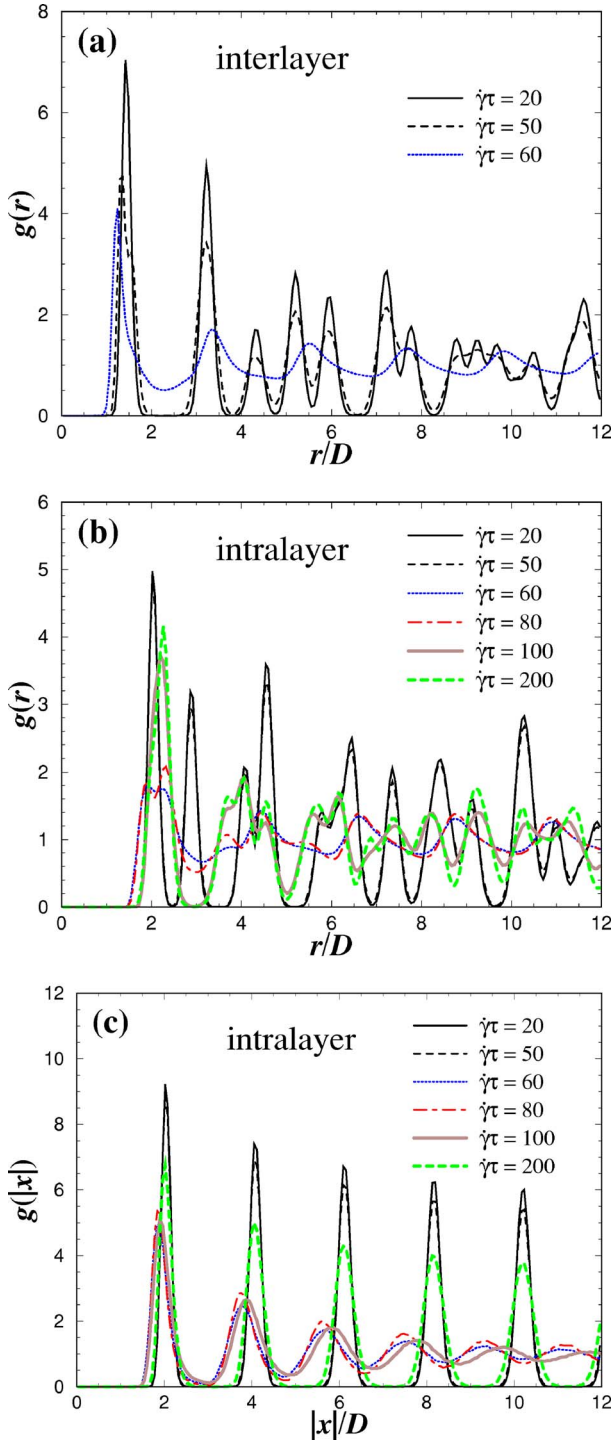 (a)
interlayer
γ̇τ = 20
γ̇τ = 50
γ̇τ = 60
g(r)
8
6
4
2
0
0 2 4 6 8 10 12
r/D
(b)
intralayer
γ̇τ = 20
γ̇τ = 50
γ̇τ = 60
γ̇τ = 80
γ̇τ = 100
γ̇τ = 200
g(r)
6
5
4
3
2
1
0
0 2 4 6 8 10 12
r/D
(c)
intralayer
γ̇τ = 20
γ̇τ = 50
γ̇τ = 60
γ̇τ = 80
γ̇τ = 100
γ̇τ = 200
g(|x|)
12
10
8
6
4
2
0
0 2 4 6 8 10 12
|x|/D